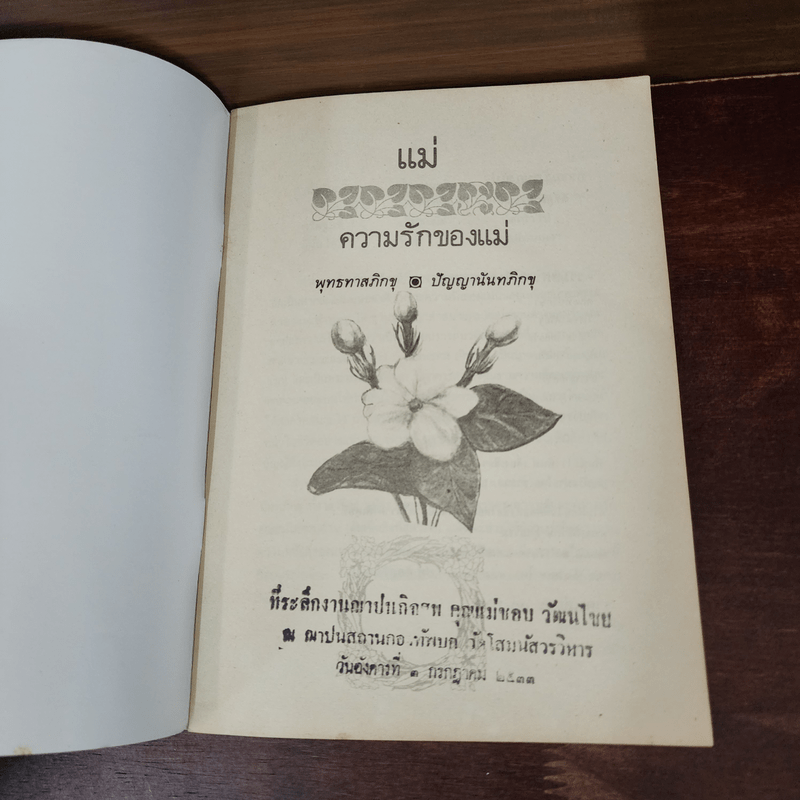 แม่
ความรักของแม่
พุทธทาสภิกขุ ปัญญานันทภิกขุ
ที่ระลึกงานฌาปนกิจศพ คุณแม่ชลบ วัฒนไชย
ณ ฌาปนสถานกองทัพบก วัดโสมนัสวรวิหาร
วันอังคารที่ ๓ กรกฎาคม ๒๕๓๓